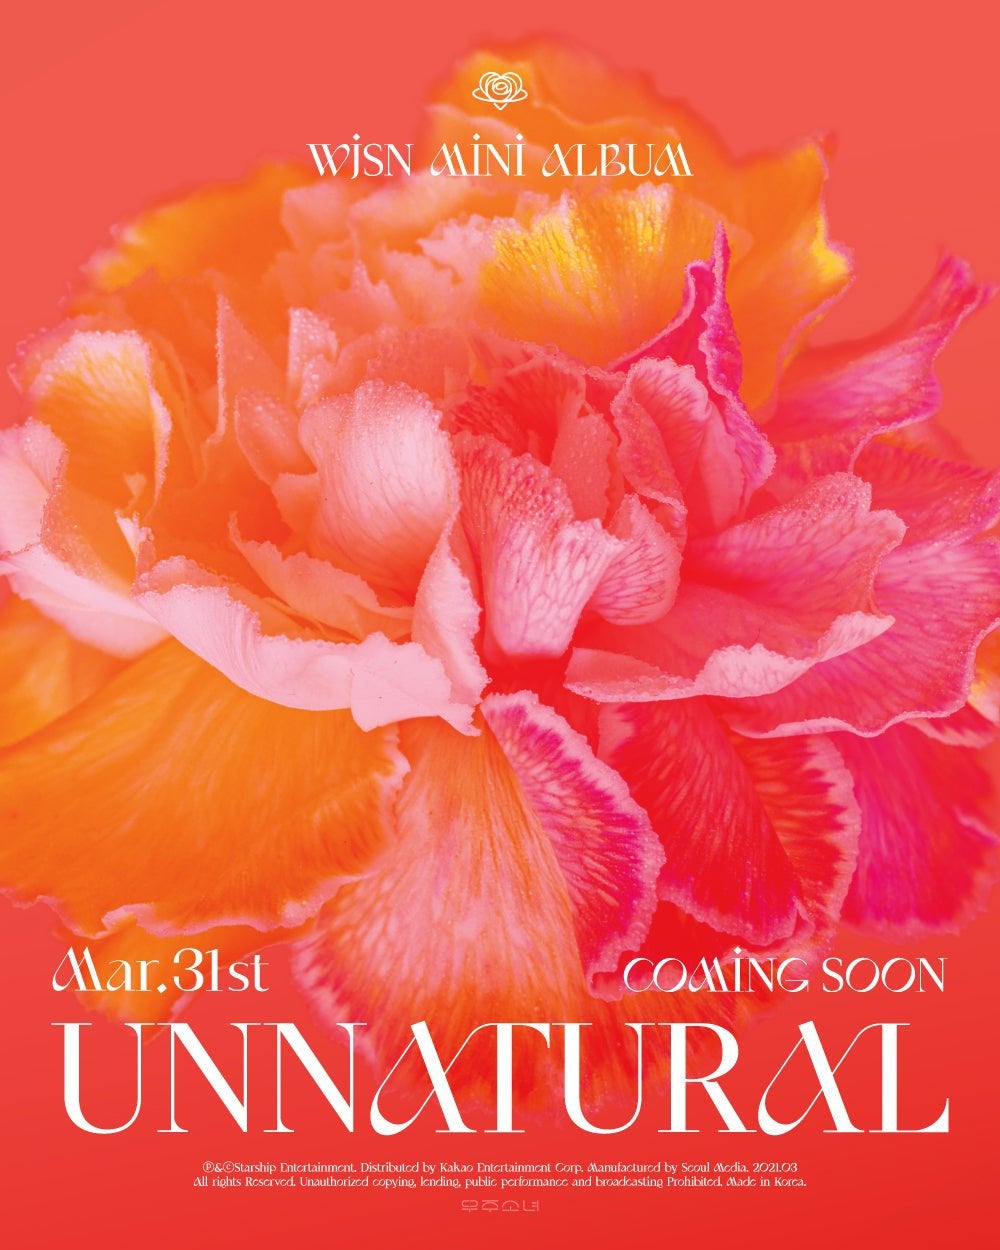 WJSN MINI ALBUM
Mar.31st
COMING SOON
UNNATURAL
Ⓟ&ⒸStarship Entertainment. Distributed by Kakao Entertainment Corp. Manufactured by Seoul Media. 2021.03
All rights Reserved. Unauthorized copying, lending, public performance and broadcasting Prohibited. Made in Korea.
우주소녀